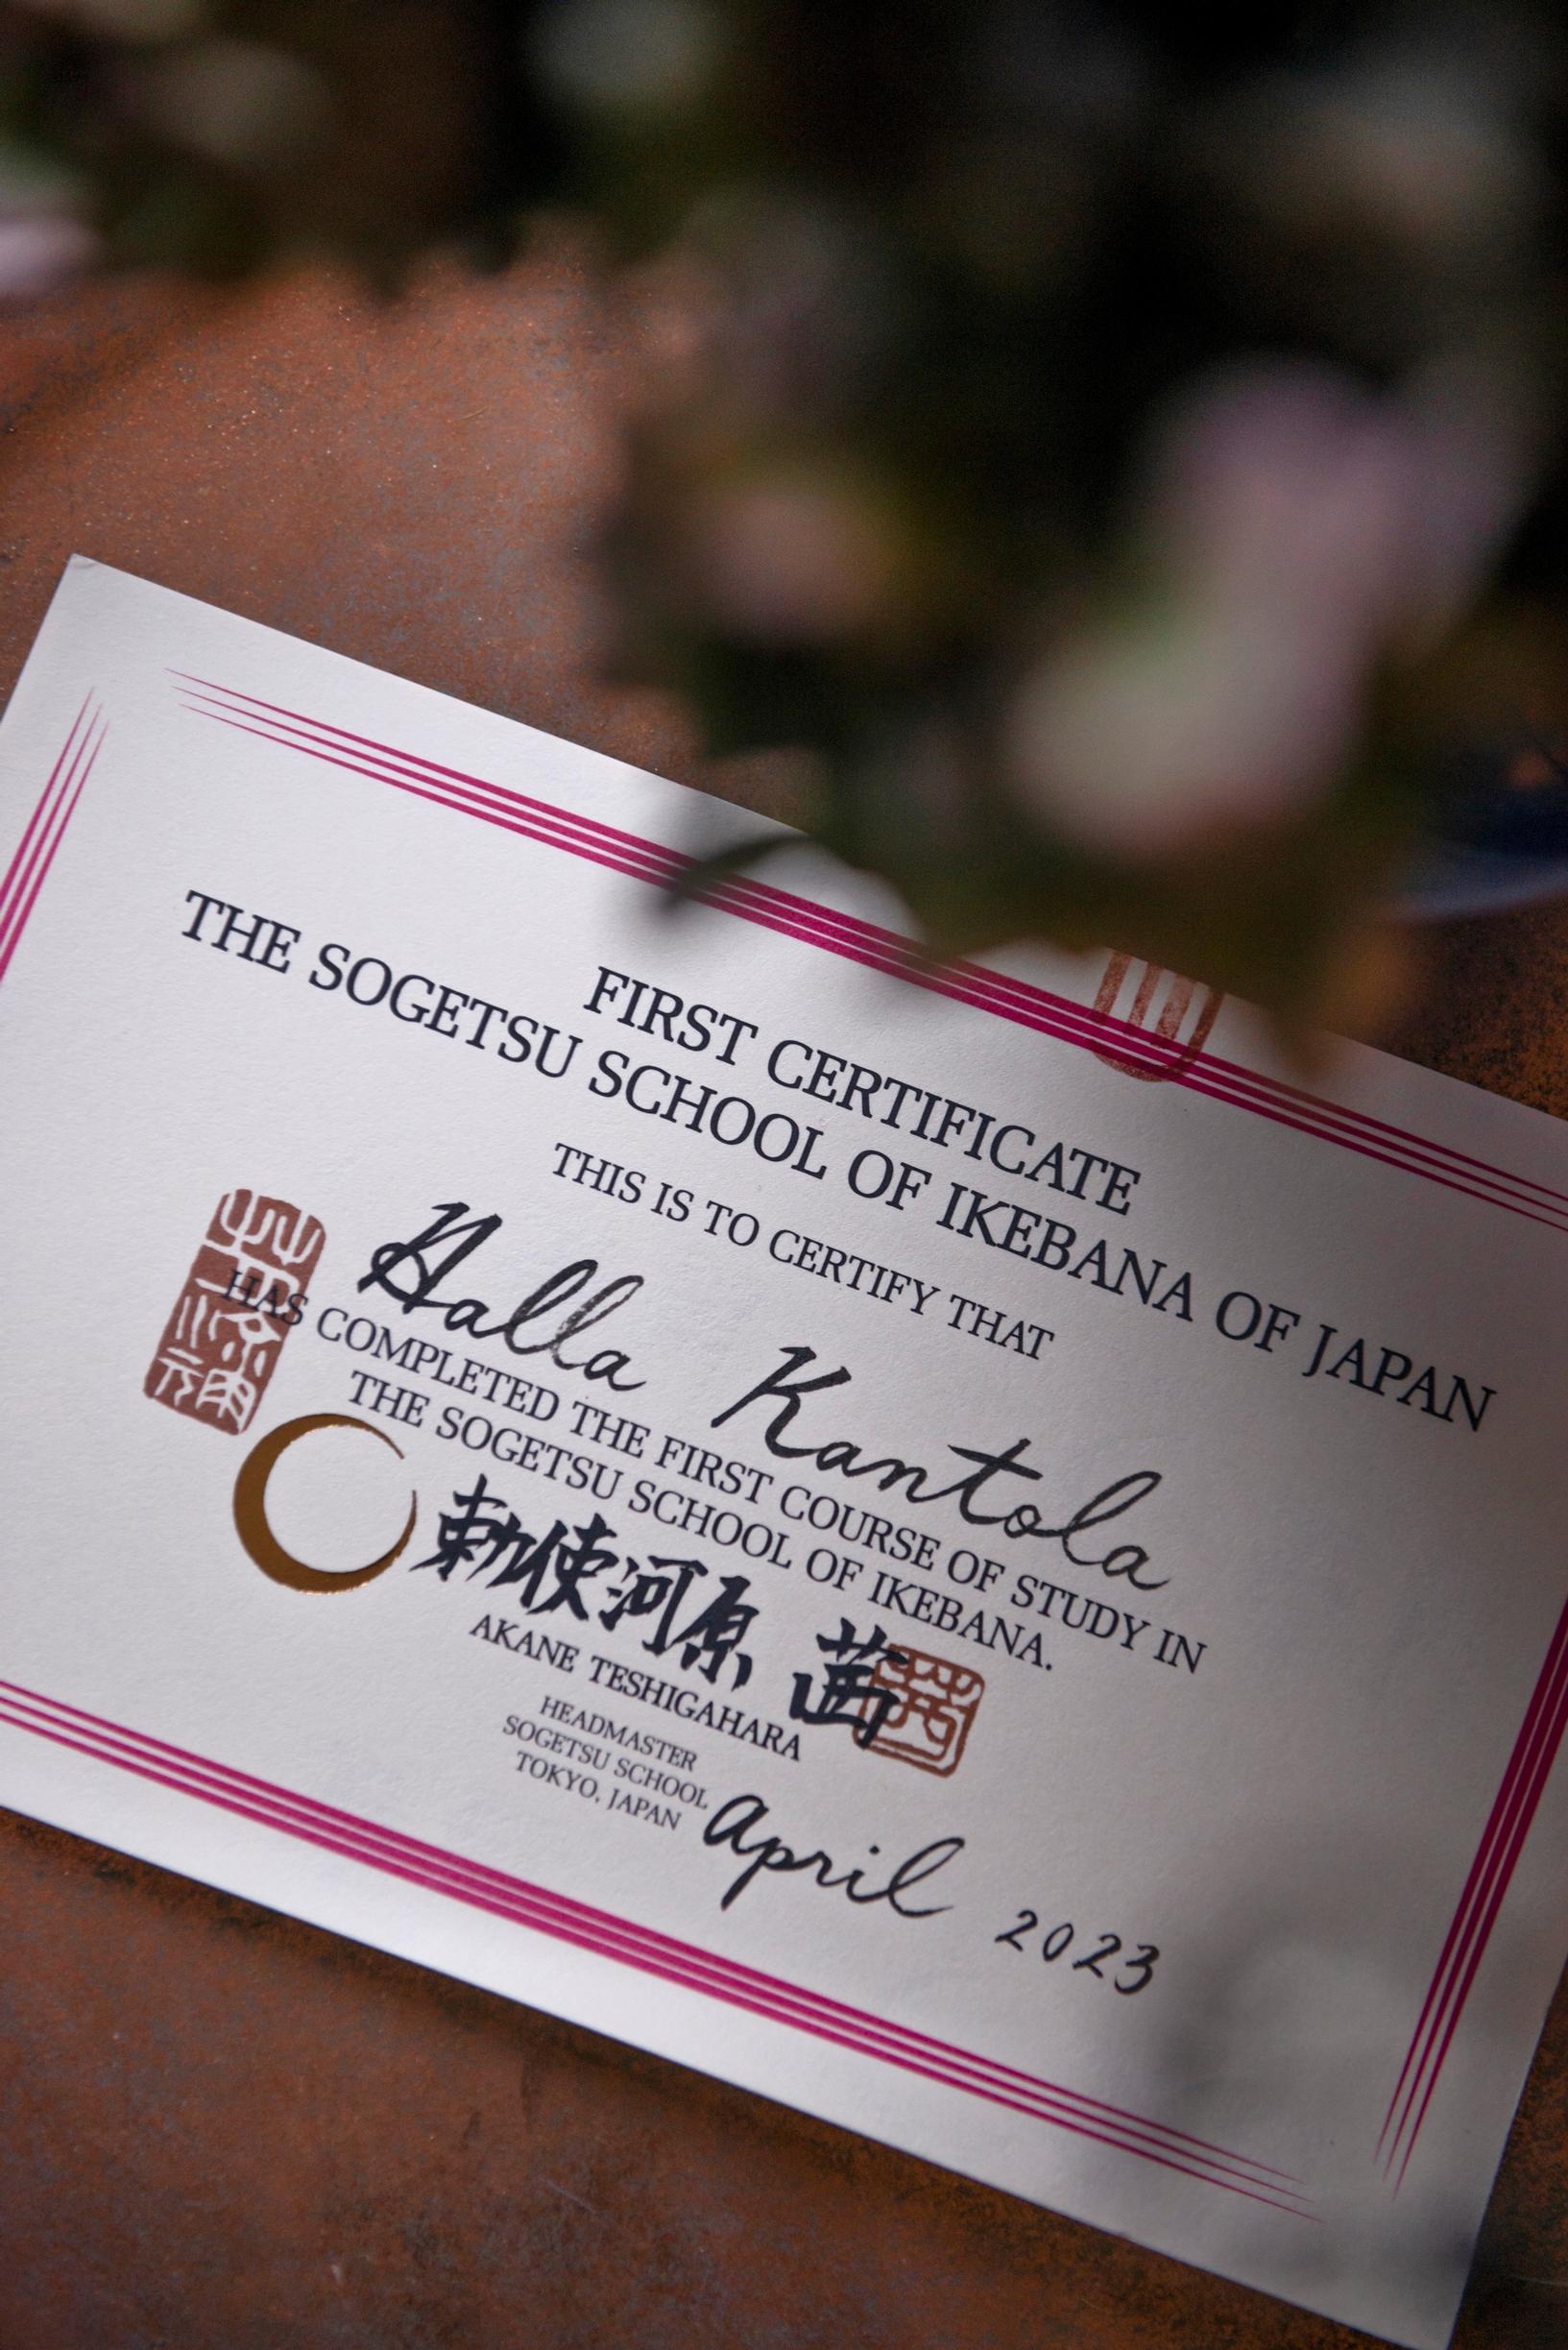 FIRST CERTIFICATE
THE SOGETSU SCHOOL OF IKEBANA OF JAPAN
THIS IS TO CERTIFY THAT
Halla Kantola
HAS COMPLETED THE FIRST COURSE OF STUDY IN
THE SOGETSU SCHOOL OF IKEBANA.
勅使河原 茜
AKANE TESHIGAHARA
HEADMASTER
SOGETSU SCHOOL
TOKYO, JAPAN
April 2023